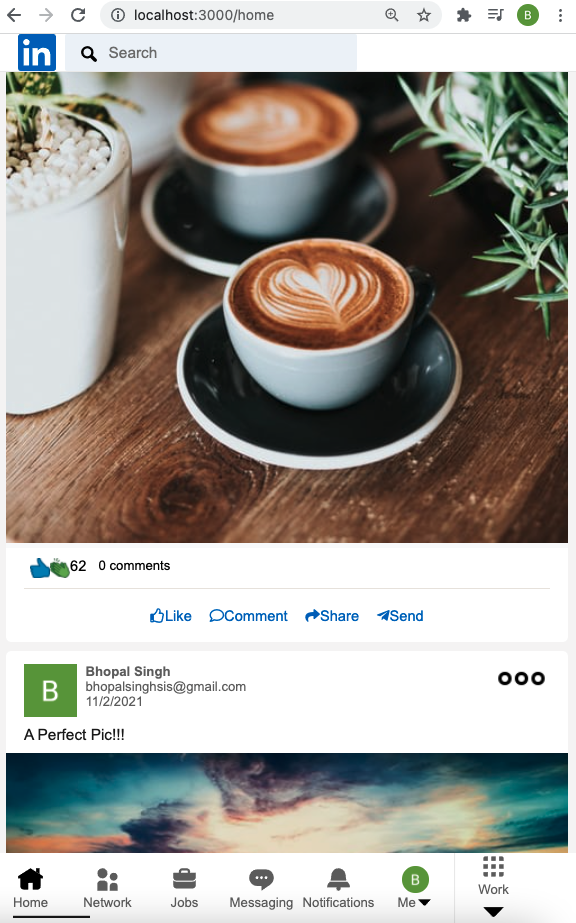 localhost:3000/home
B
in
Search
62 0 comments
Like Comment Share Send
B
Bhopal Singh
bhopalsinghsis@gmail.com
11/2/2021
A Perfect Pic!!!
B
Home Network Jobs Messaging Notifications Me Work